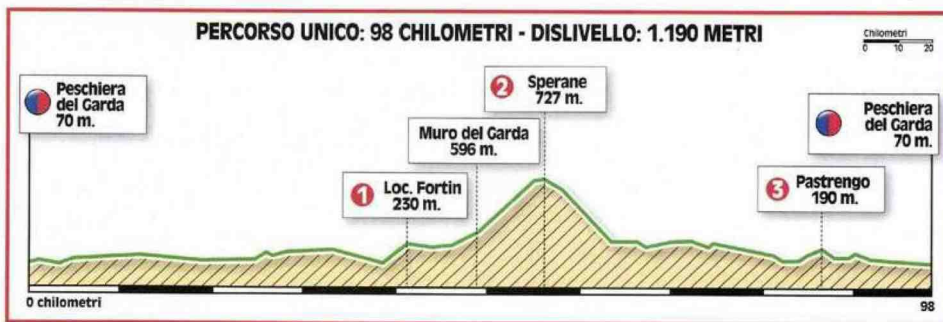 PERCORSO UNICO: 98 CHILOMETRI - DISLIVELLO: 1.190 METRI
Chilometri
0 10 20
Peschiera
del Garda
70 m.
1 Loc. Fortin
230 m.
Muro del Garda
596 m.
2 Sperane
727 m.
3 Pastrengo
190 m.
Peschiera
del Garda
70 m.
0 chilometri
98